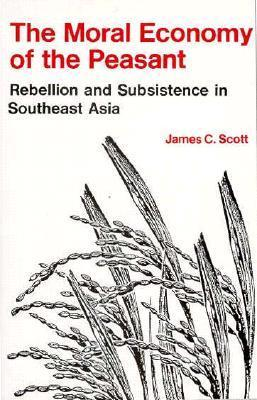 The Moral Economy
of the Peasant
Rebellion and Subsistence in
Southeast Asia
James C. Scott